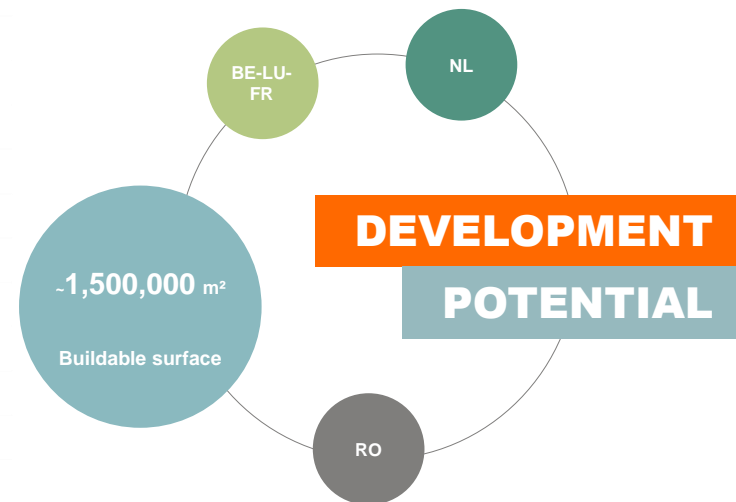 BE-LU-
FR
NL
DEVELOPMENT
POTENTIAL
~1,500,000 m²
Buildable surface
RO